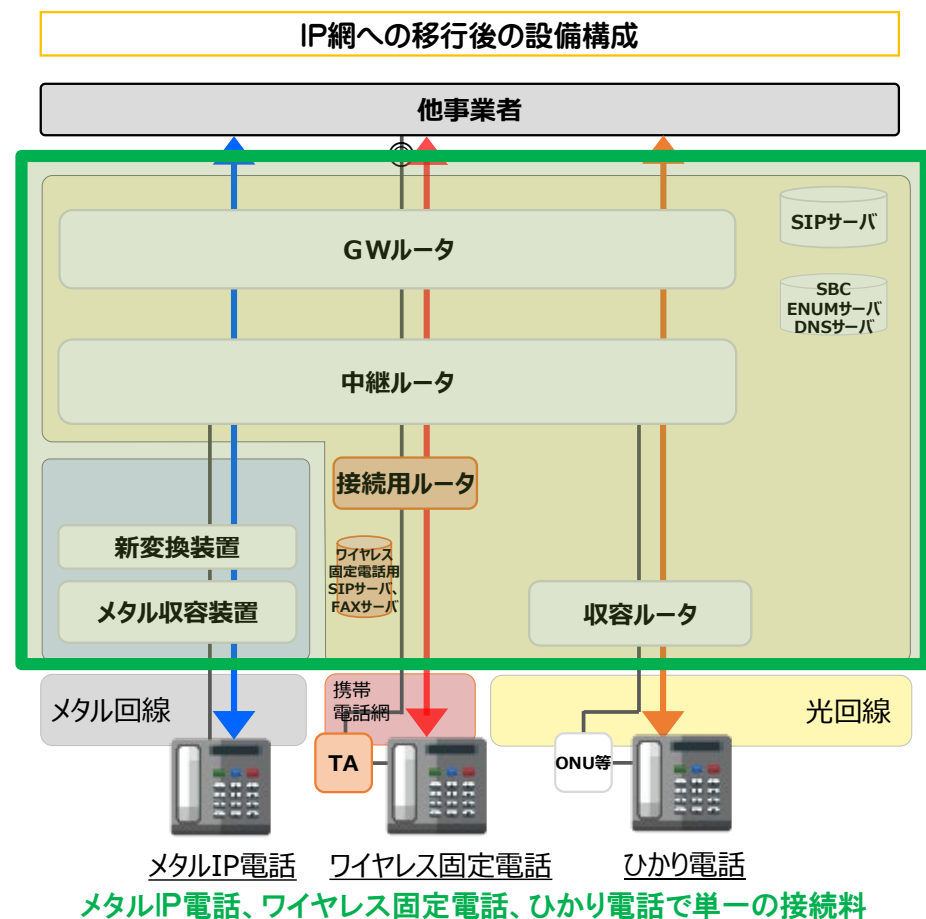 IP網への移行後の設備構成
他事業者
SIPサーバ
GWルータ
SBC
ENUMサーバ
DNSサーバ
中継ルータ
接続用ルータ
新変換装置
ワイヤレス
固定電話用
SIPサーバ、
FAXサーバ
メタル収容装置
収容ルータ
メタル回線
携帯
電話網
光回線
TA
ONU等
メタルIP電話
ワイヤレス固定電話
ひかり電話
メタルIP電話、ワイヤレス固定電話、ひかり電話で単一の接続料